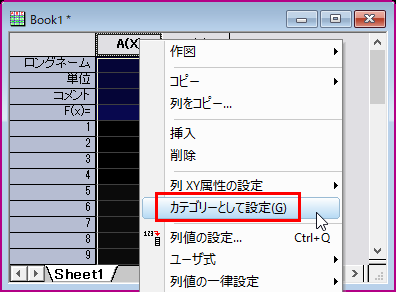 Book1 *
A(X)
ロングネーム
単位
コメント
F(x)=
1
2
3
4
5
6
7
8
9
Sheet1
作図
コピー
列をコピー...
挿入
削除
列 XY属性の設定
カテゴリーとして設定(G)
列値の設定... Ctrl+Q
ユーザ式
列値の一律設定